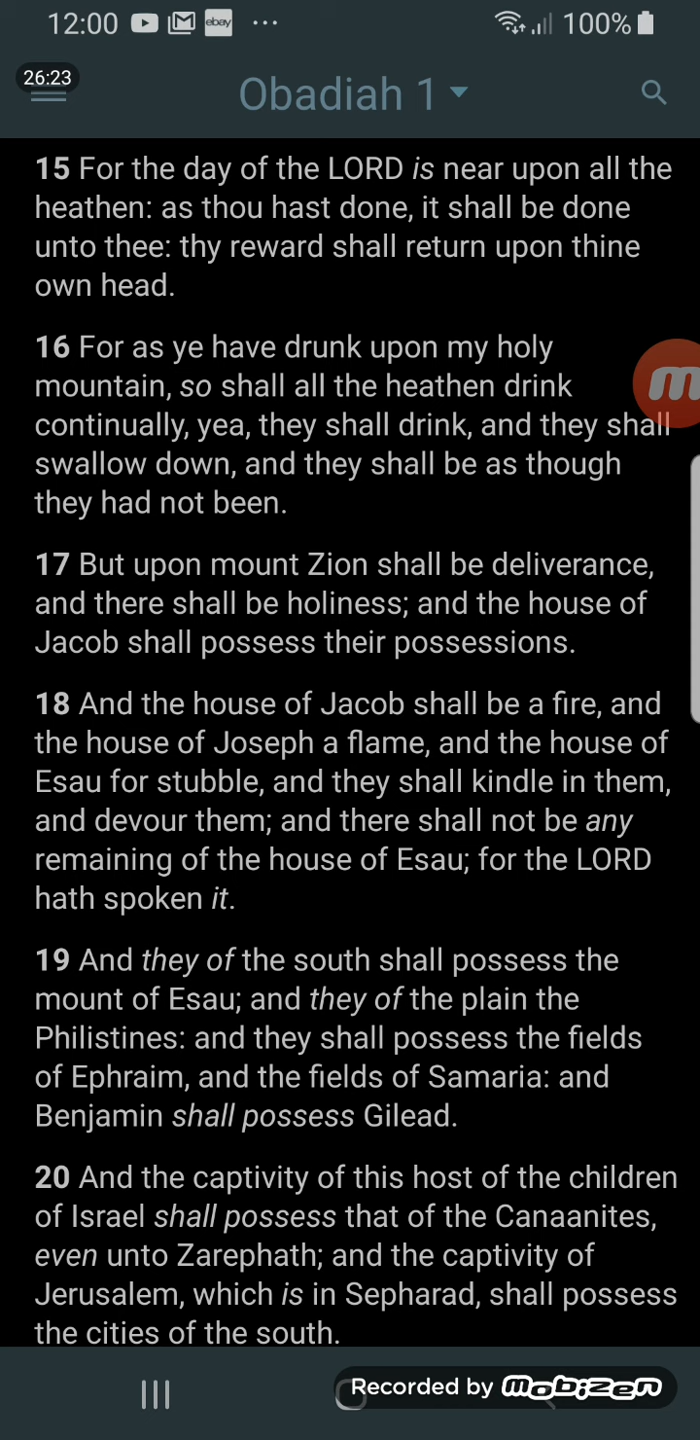 12:00 ebay ... 100%
26:23
Obadiah 1
15 For the day of the LORD is near upon all the
heathen: as thou hast done, it shall be done
unto thee: thy reward shall return upon thine
own head.
16 For as ye have drunk upon my holy
mountain, so shall all the heathen drink
continually, yea, they shall drink, and they shall
swallow down, and they shall be as though
they had not been.
17 But upon mount Zion shall be deliverance,
and there shall be holiness; and the house of
Jacob shall possess their possessions.
18 And the house of Jacob shall be a fire, and
the house of Joseph a flame, and the house of
Esau for stubble, and they shall kindle in them,
and devour them; and there shall not be any
remaining of the house of Esau; for the LORD
hath spoken it.
19 And they of the south shall possess the
mount of Esau; and they of the plain the
Philistines: and they shall possess the fields
of Ephraim, and the fields of Samaria: and
Benjamin shall possess Gilead.
20 And the captivity of this host of the children
of Israel shall possess that of the Canaanites,
even unto Zarephath; and the captivity of
Jerusalem, which is in Sepharad, shall possess
the cities of the south.
Recorded by mobizen